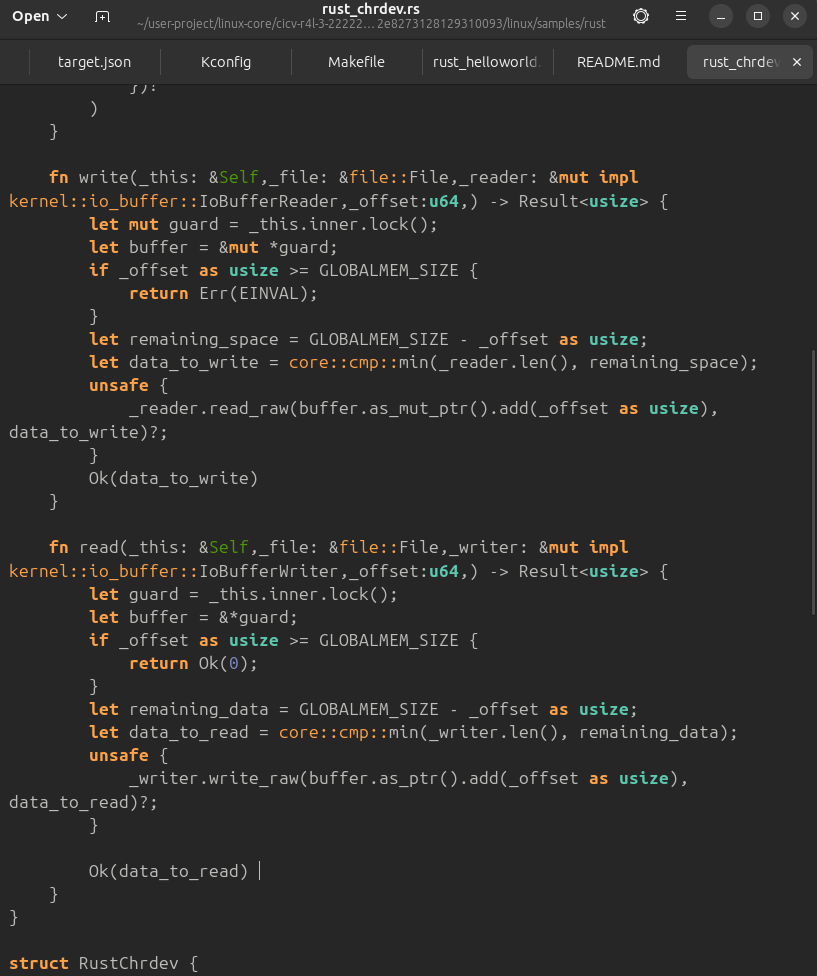 Open
rust_chrdev.rs
~/user-project/linux-core/cicv-r4l-3-22222... 2e8273128129310093/linux/samples/rust
target.json
Kconfig
Makefile
rust_helloworld.
README.md
rust_chrdev
});
)
}
fn write(_this: &Self,_file: &file::File,_reader: &mut impl
kernel::io_buffer::IoBufferReader,_offset:u64,) -> Result<usize> {
let mut guard = _this.inner.lock();
let buffer = &mut *guard;
if _offset as usize >= GLOBALMEM_SIZE {
return Err(EINVAL);
}
let remaining_space = GLOBALMEM_SIZE - _offset as usize;
let data_to_write = core::cmp::min(_reader.len(), remaining_space);
unsafe {
_reader.read_raw(buffer.as_mut_ptr().add(_offset as usize),
data_to_write)?;
}
Ok(data_to_write)
}
fn read(_this: &Self,_file: &file::File,_writer: &mut impl
kernel::io_buffer::IoBufferWriter,_offset:u64,) -> Result<usize> {
let guard = _this.inner.lock();
let buffer = &*guard;
if _offset as usize >= GLOBALMEM_SIZE {
return Ok(0);
}
let remaining_data = GLOBALMEM_SIZE - _offset as usize;
let data_to_read = core::cmp::min(_writer.len(), remaining_data);
unsafe {
_writer.write_raw(buffer.as_ptr().add(_offset as usize),
data_to_read)?;
}
Ok(data_to_read)
}
}
struct RustChrdev {